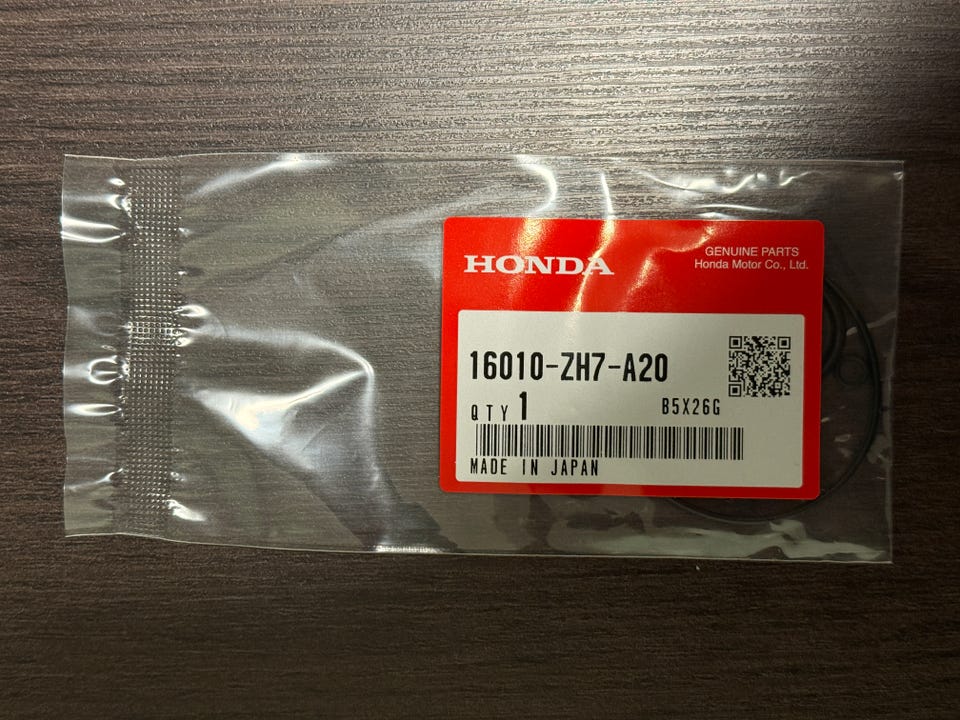 HONDA
GENUINE PARTS
Honda Motor Co., Ltd.
16010-ZH7-A20
QTY 1
B5X26G
MADE IN JAPAN